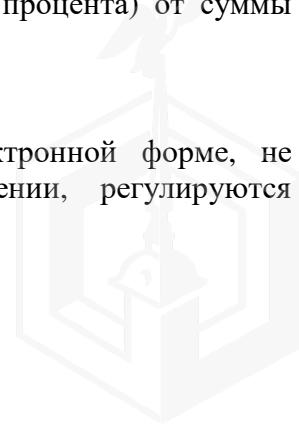 процента) от суммы
ктронной форме, не
ении, регулируются